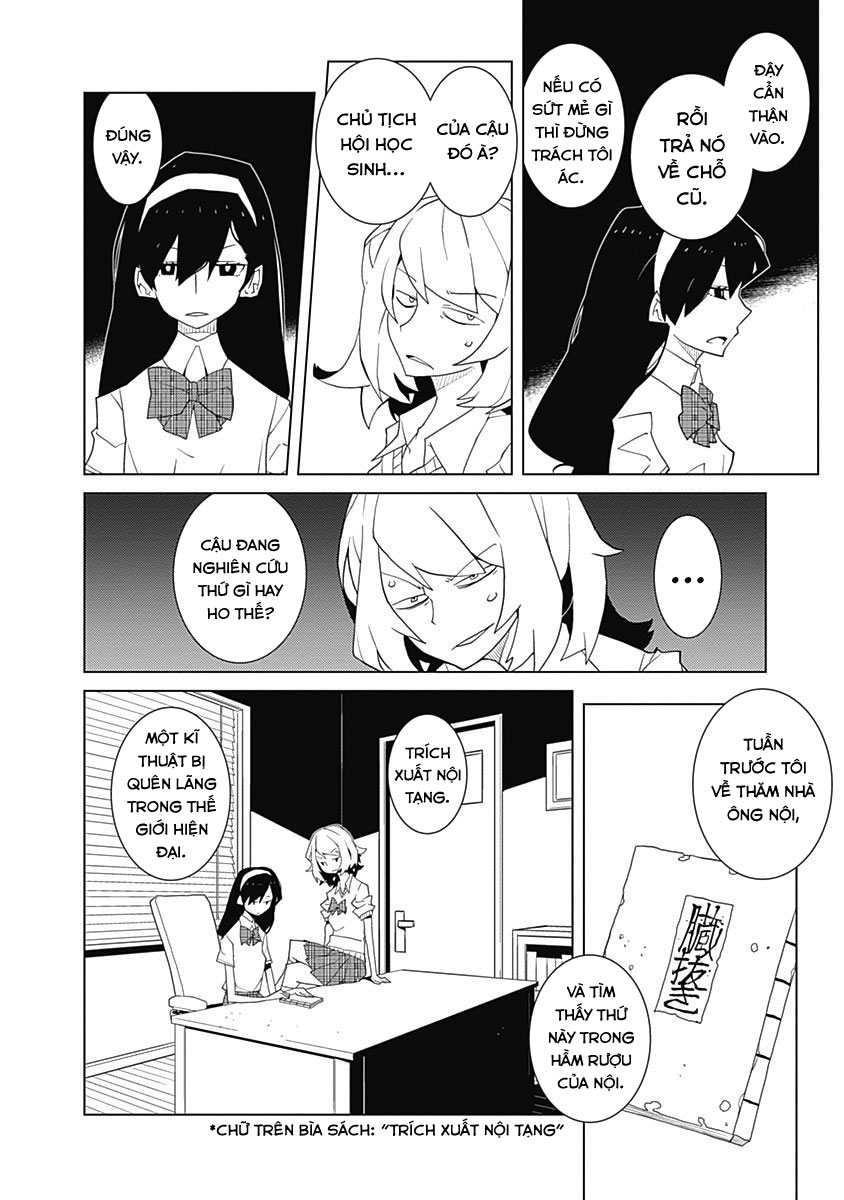 ĐẬY
CẨN
THẬN
VÀO.
RỒI
TRẢ NÓ
VỀ CHỖ
CŨ.
NẾU CÓ
SỨT MẺ GÌ
THÌ ĐỪNG
TRÁCH TÔI
ÁC.
CỦA CẬU
ĐÓ À?
CHỦ TỊCH
HỘI HỌC
SINH...
ĐÚNG
VẬY.
...
CẬU ĐANG
NGHIÊN CỨU
THỨ GÌ HAY
HO THẾ?
TUẦN
TRƯỚC TÔI
VỀ THĂM NHÀ
ÔNG NỘI,
臓抜き
VÀ TÌM
THẤY THỨ
NÀY TRONG
HẦM RƯỢU
CỦA NỘI.
TRÍCH
XUẤT NỘI
TẠNG.
MỘT KĨ
THUẬT BỊ
QUÊN LÃNG
TRONG THẾ
GIỚI HIỆN
ĐẠI.
*CHỮ TRÊN BÌA SÁCH: "TRÍCH XUẤT NỘI TẠNG"